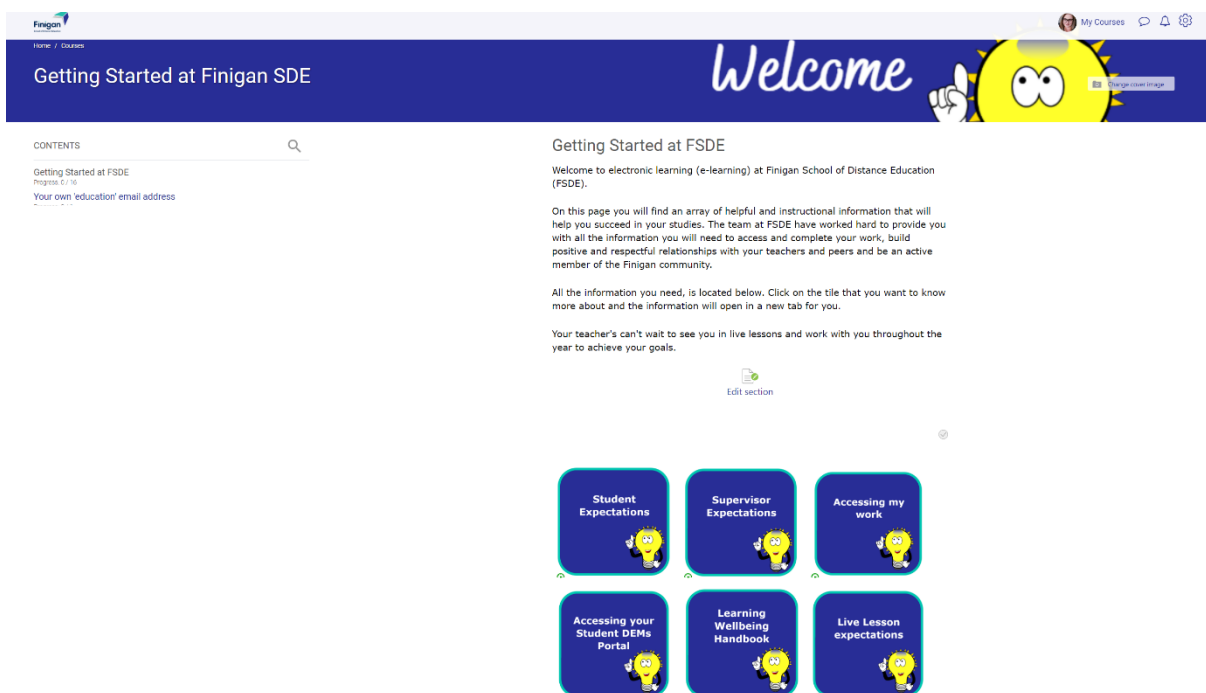 Finigan
My Courses
Home / Courses
Getting Started at Finigan SDE
Welcome
Change cover image
CONTENTS
Getting Started at FSDE
Progress: 0 / 16
Your own 'education' email address
Getting Started at FSDE
Welcome to electronic learning (e-learning) at Finigan School of Distance Education
(FSDE).
On this page you will find an array of helpful and instructional information that will
help you succeed in your studies. The team at FSDE have worked hard to provide you
with all the information you will need to access and complete your work, build
positive and respectful relationships with your teachers and peers and be an active
member of the Finigan community.
All the information you need, is located below. Click on the tile that you want to know
more about and the information will open in a new tab for you.
Your teacher's can't wait to see you in live lessons and work with you throughout the
year to achieve your goals.
Edit section
Student
Expectations
Supervisor
Expectations
Accessing my
work
Accessing your
Student DEMs
Portal
Learning
Wellbeing
Handbook
Live Lesson
expectations